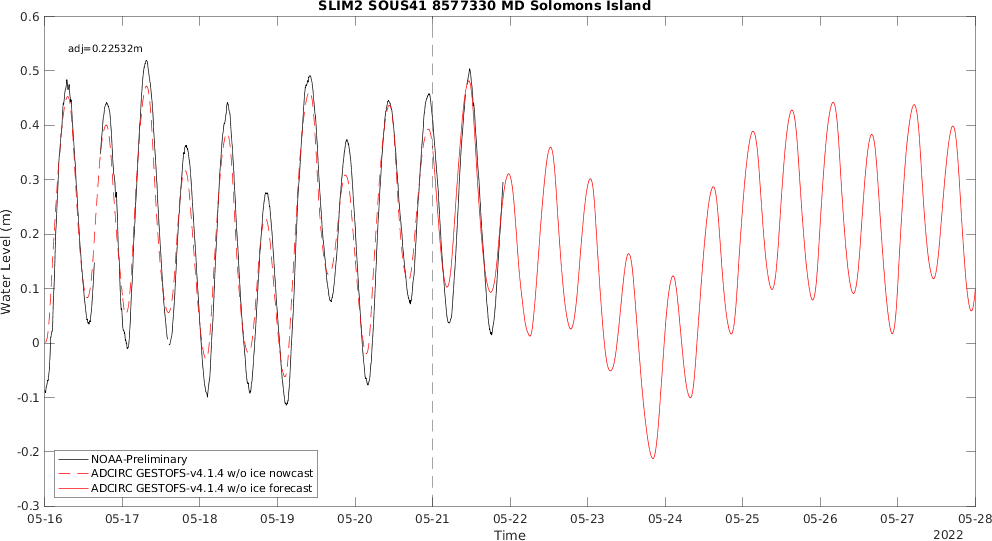 SLIM2 SOUS41 8577330 MD Solomons Island
adj=0.22532m
0.6
0.5
0.4
0.3
0.2
0.1
0
-0.1
-0.2
-0.3
Water Level (m)
NOAA-Preliminary
ADCIRC GESTOFS-v4.1.4 w/o ice nowcast
ADCIRC GESTOFS-v4.1.4 w/o ice forecast
05-16 05-17 05-18 05-19 05-20 05-21 05-22 05-23 05-24 05-25 05-26 05-27 05-28
Time
2022